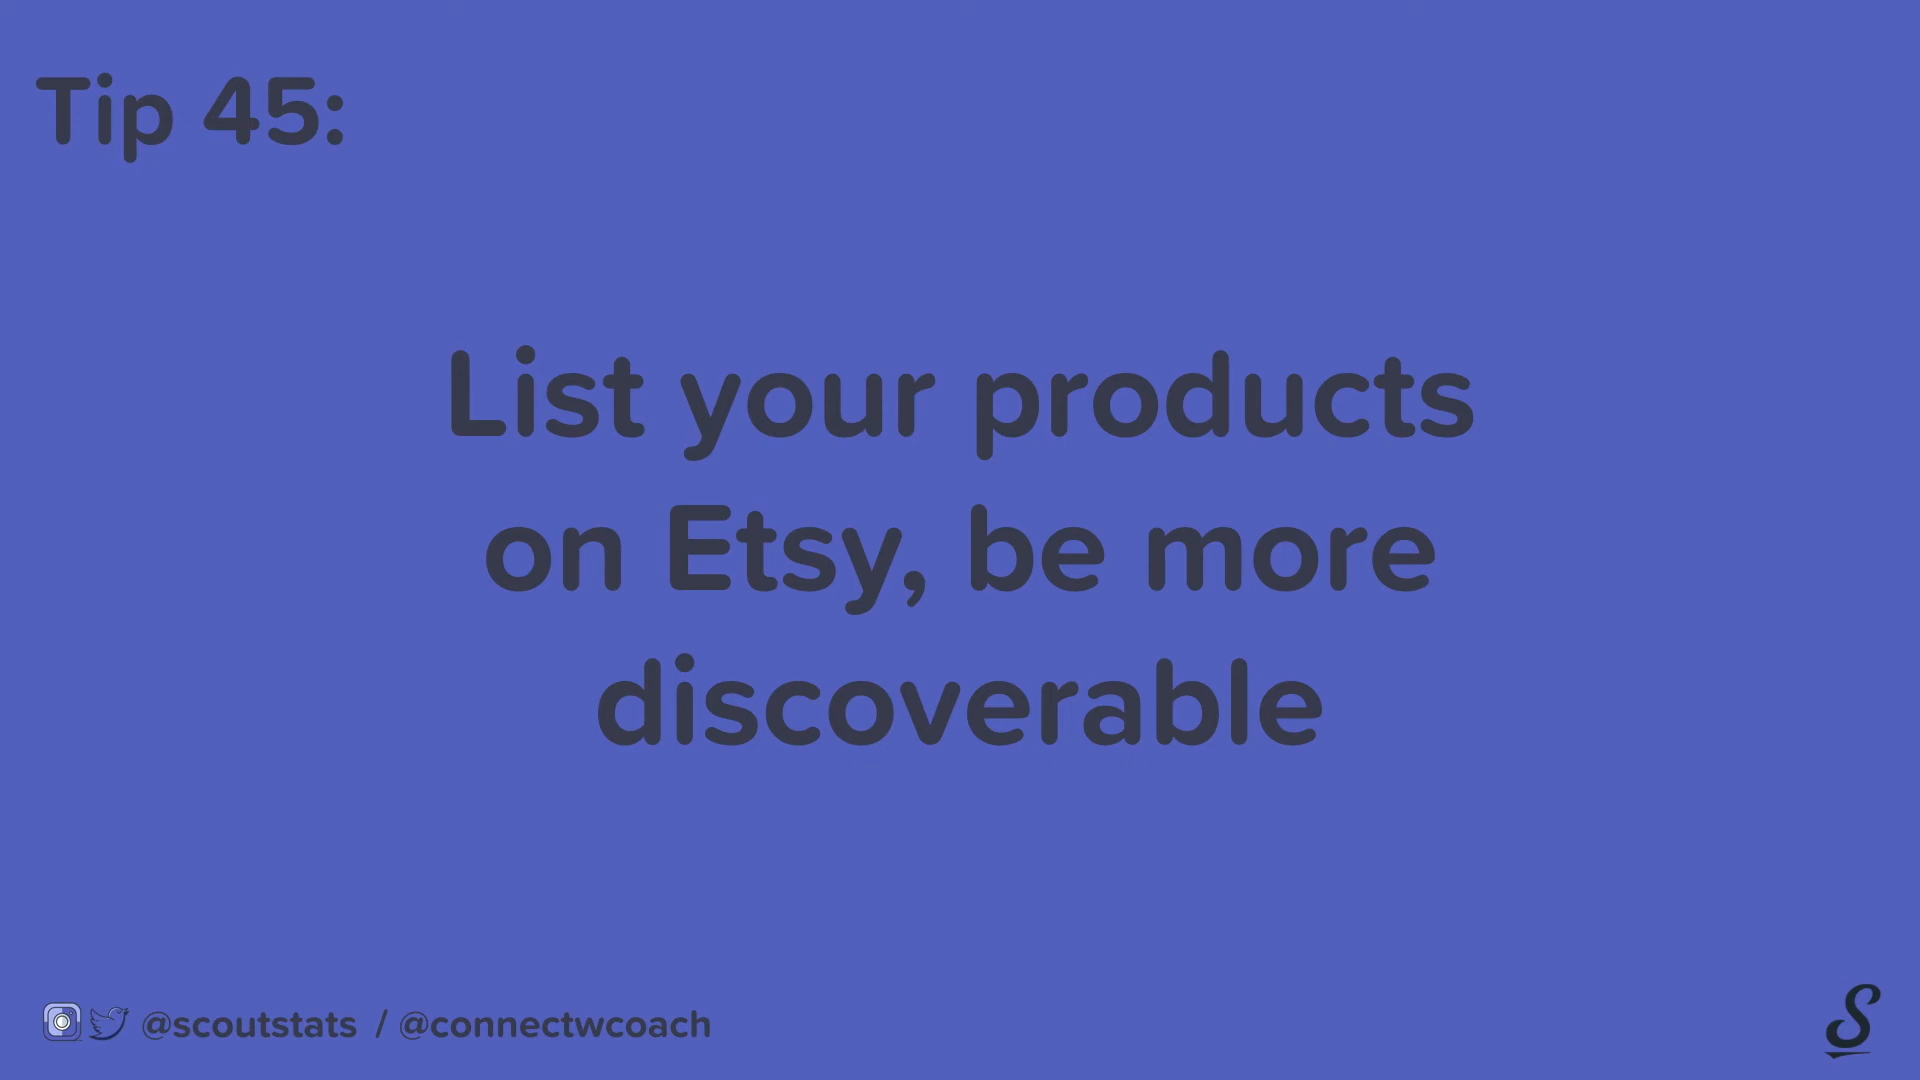 Tip 45:
List your products
on Etsy, be more
discoverable
@scoutstats / @connectwcoach
S